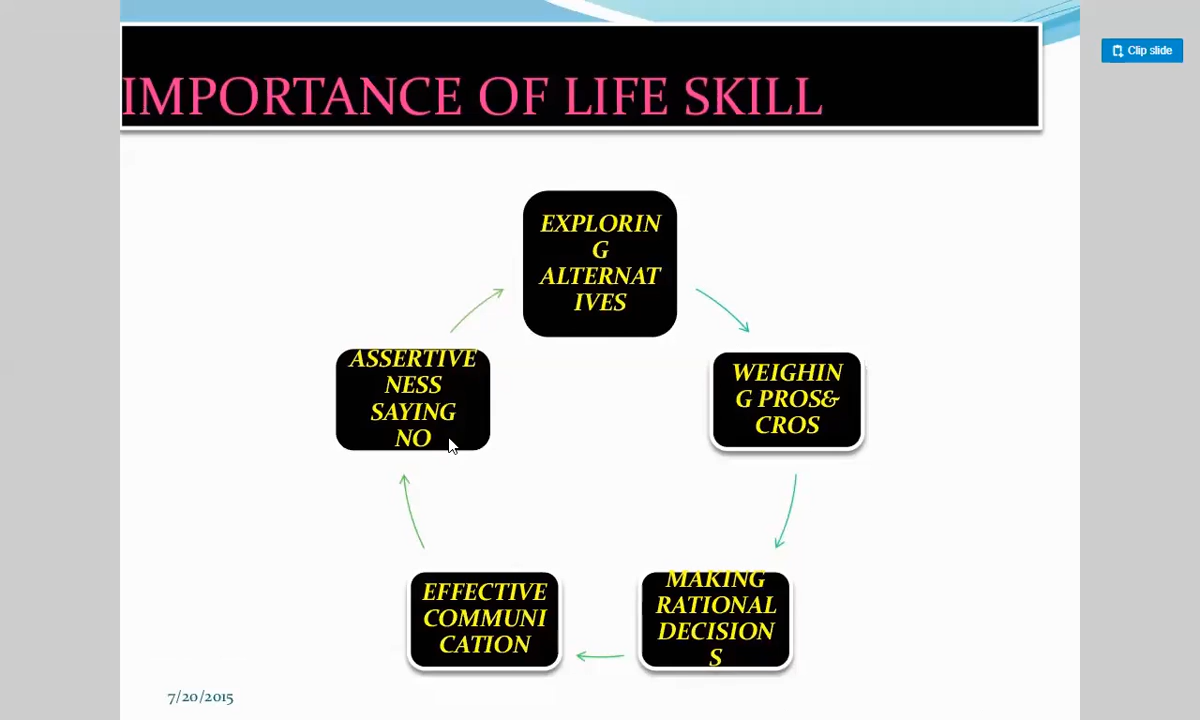 Clip slide
IMPORTANCE OF LIFE SKILL
EXPLORIN
G
ALTERNAT
IVES
WEIGHIN
G PROS&
CROS
MAKING
RATIONAL
DECISION
S
EFFECTIVE
COMMUNI
CATION
ASSERTIVE
NESS
SAYING
NO
7/20/2015